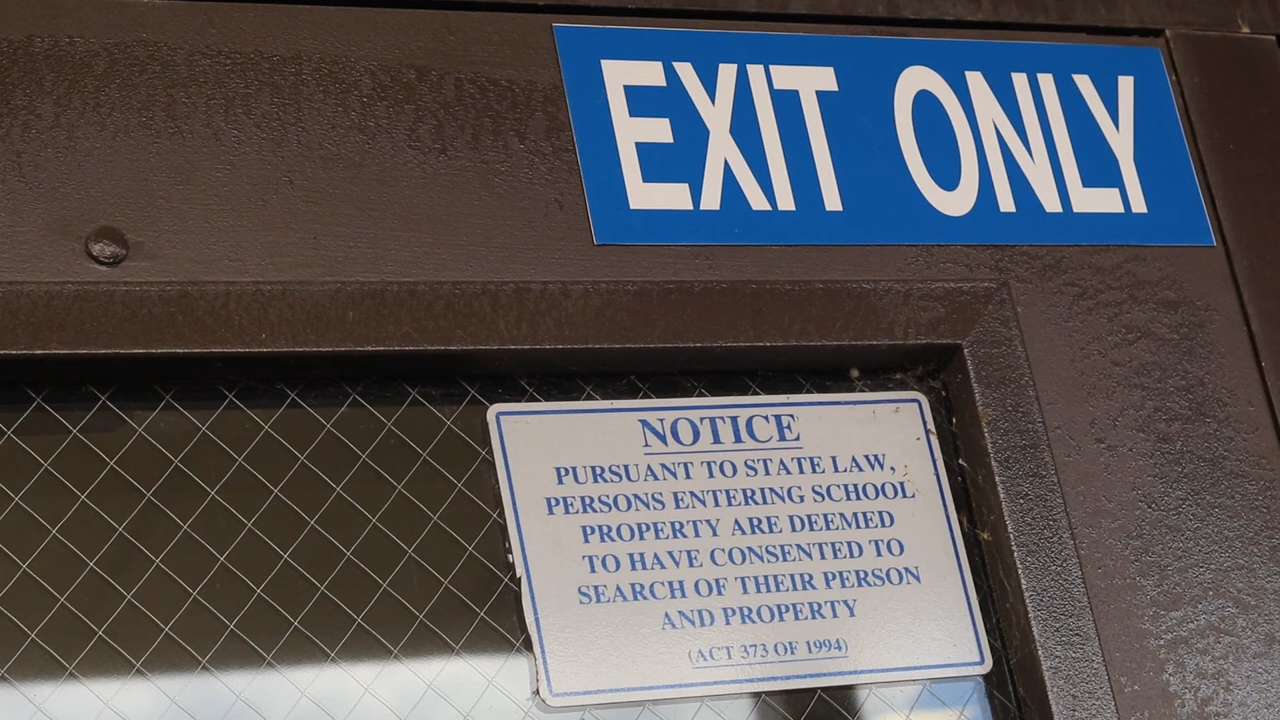 EXIT ONLY
NOTICE
PURSUANT TO STATE LAW,
PERSONS ENTERING SCHOOL
PROPERTY ARE DEEMED
TO HAVE CONSENTED TO
SEARCH OF THEIR PERSON
AND PROPERTY
(ACT 373 OF 1994)